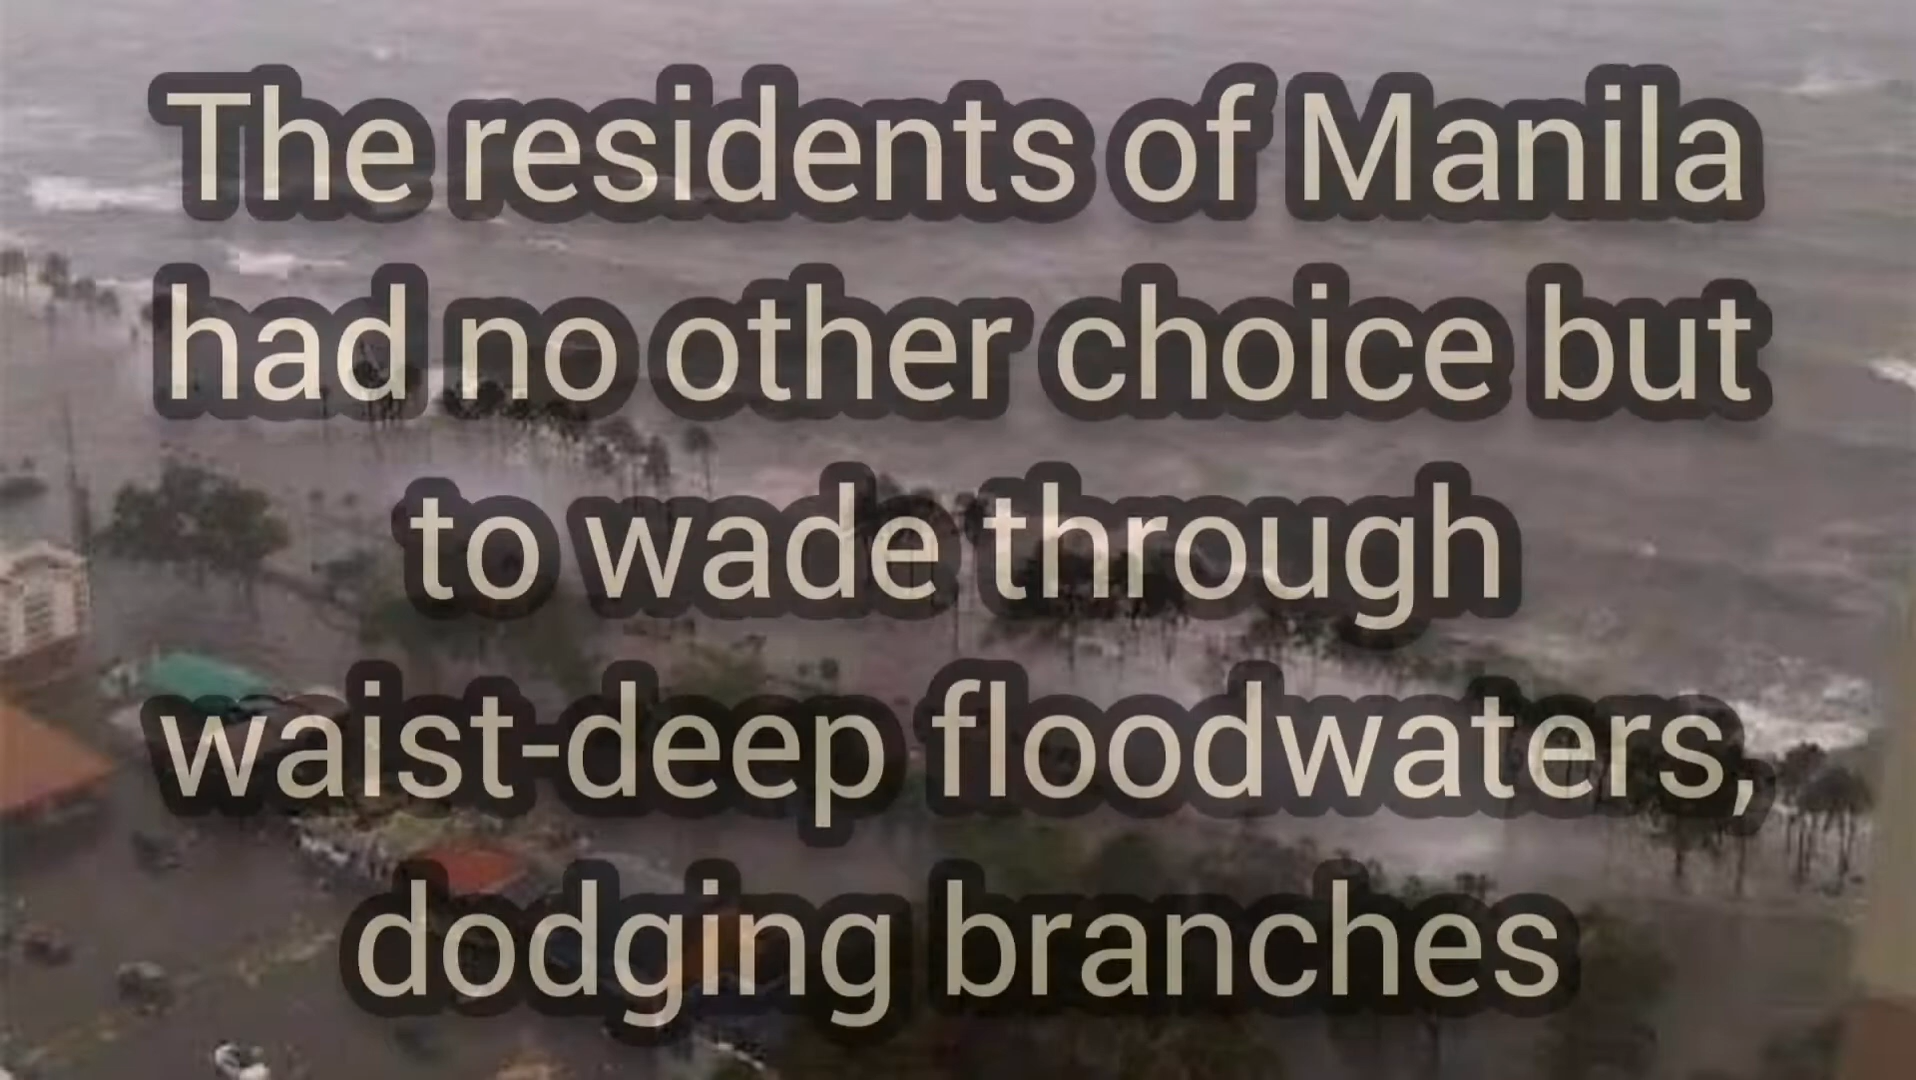 The residents of Manila
had no other choice but
to wade through
waist-deep floodwaters,
dodging branches